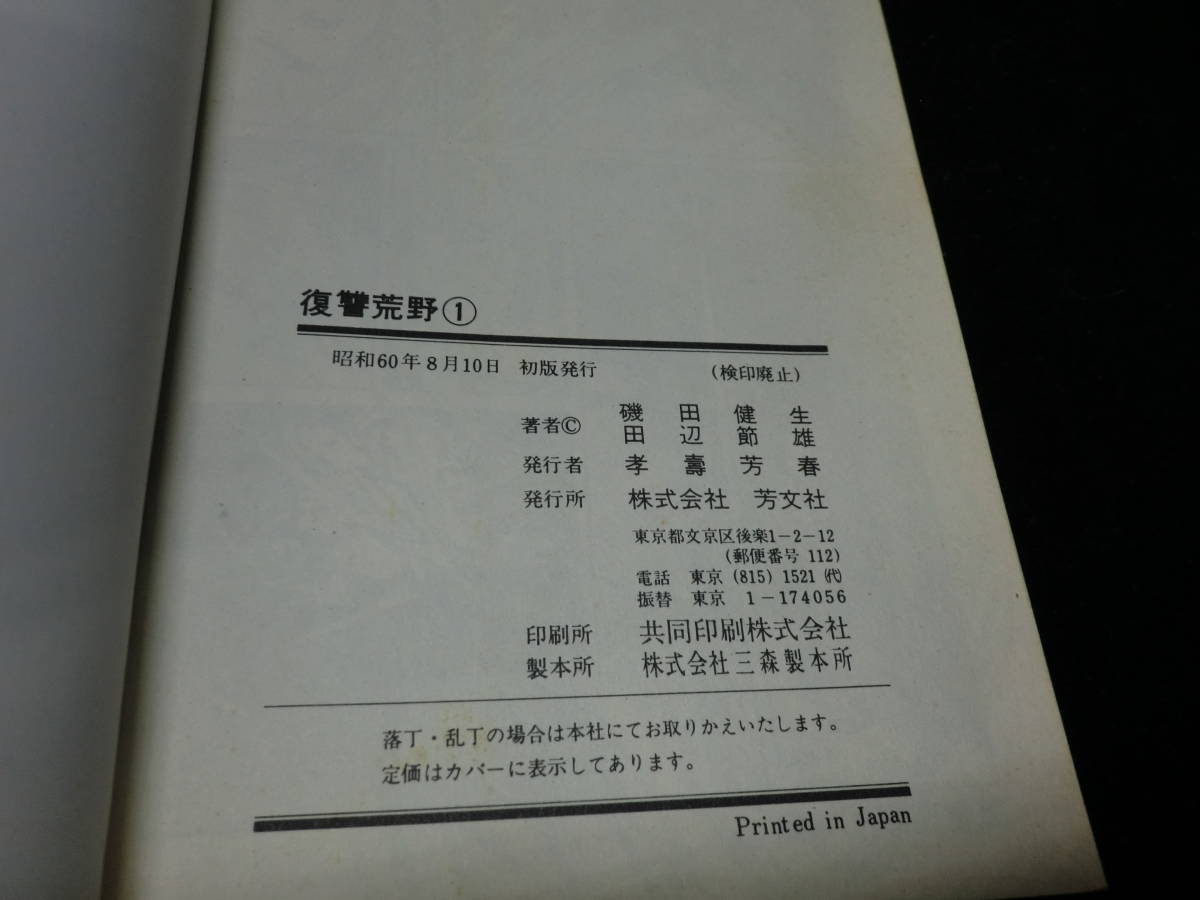 復讐荒野①
昭和60年8月10日 初版発行 (検印廃止)
著者© 磯田健生
田辺節雄
発行者 孝壽芳春
発行所 株式会社 芳文社
東京都文京区後楽1-2-12
(郵便番号 112)
電話 東京 (815) 1521 (代)
振替 東京 1-174056
印刷所 共同印刷株式会社
製本所 株式会社三森製本所
落丁・乱丁の場合は本社にてお取りかえいたします。
定価はカバーに表示してあります。
Printed in Japan